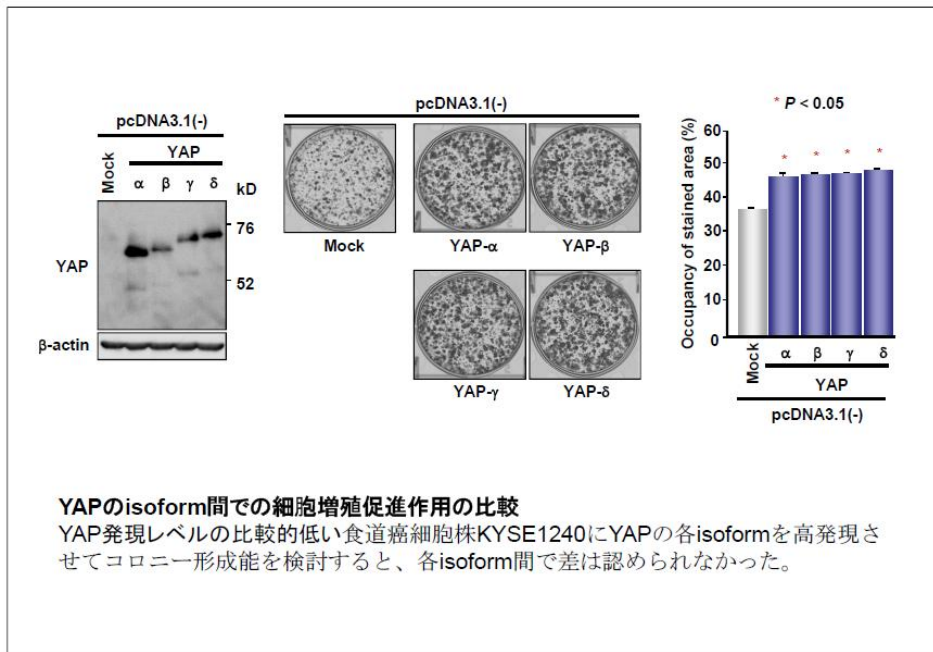 pcDNA3.1(-)
Mock
YAP
α β γ δ kD
YAP
76
52
β-actin
pcDNA3.1(-)
Mock
YAP-α
YAP-β
YAP-γ
YAP-δ
* P < 0.05
Occupancy of stained area (%)
60
50
40
30
20
10
0
* * * *
Mock
α β γ δ
YAP
pcDNA3.1(-)
YAPのisoform間での細胞増殖促進作用の比較
YAP発現レベルの比較的低い食道癌細胞株KYSE1240にYAPの各isoformを高発現さ
せてコロニー形成能を検討すると、各isoform間で差は認められなかった。